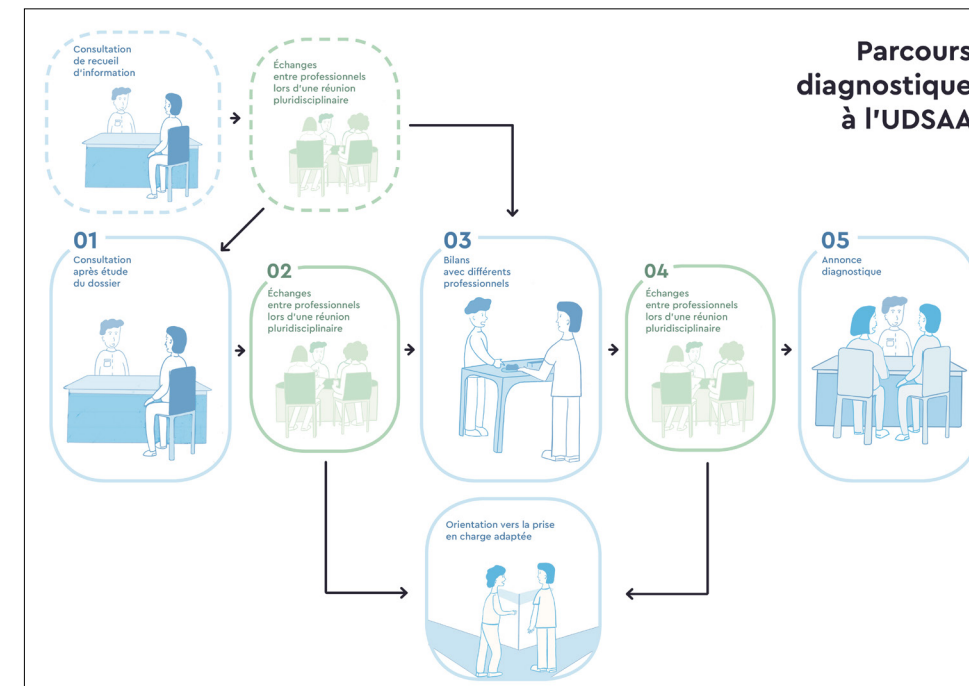 Parcours
diagnostique
à l'UDSAA
Consultation
de recueil
d'information
Échanges
entre professionnels
lors d'une réunion
pluridisciplinaire
01
Consultation
après étude
du dossier
02
Échanges
entre professionnels
lors d'une réunion
pluridisciplinaire
03
Bilans
avec différents
professionnels
04
Échanges
entre professionnels
lors d'une réunion
pluridisciplinaire
05
Annonce
diagnostique
Orientation vers la prise
en charge adaptée